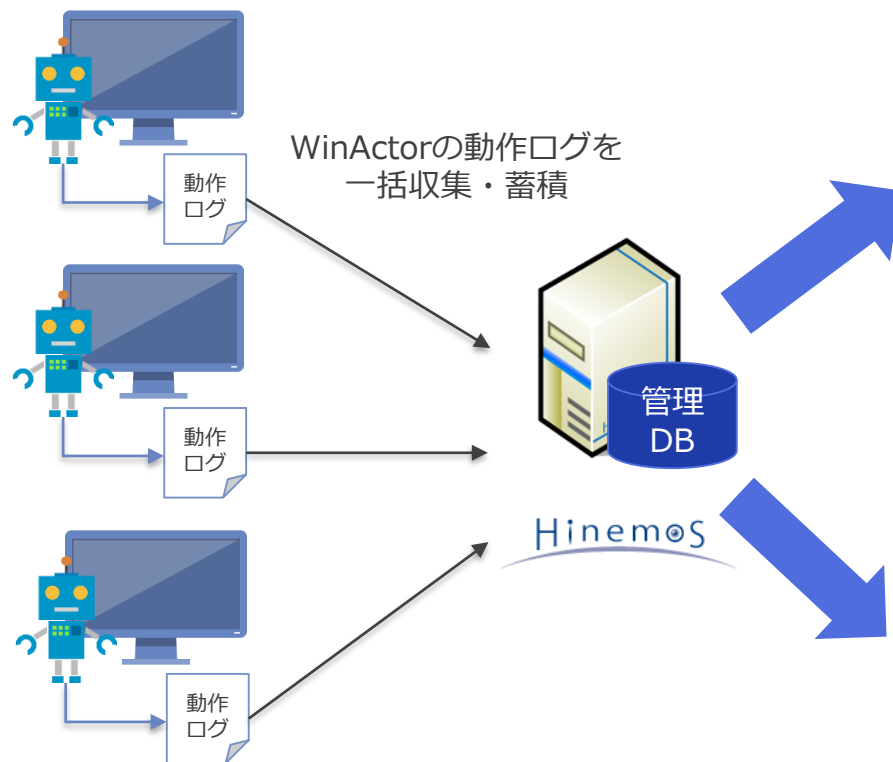 WinActorの動作ログを
一括収集・蓄積
動作
ログ
動作
ログ
動作
ログ
管理
DB
Hinemos